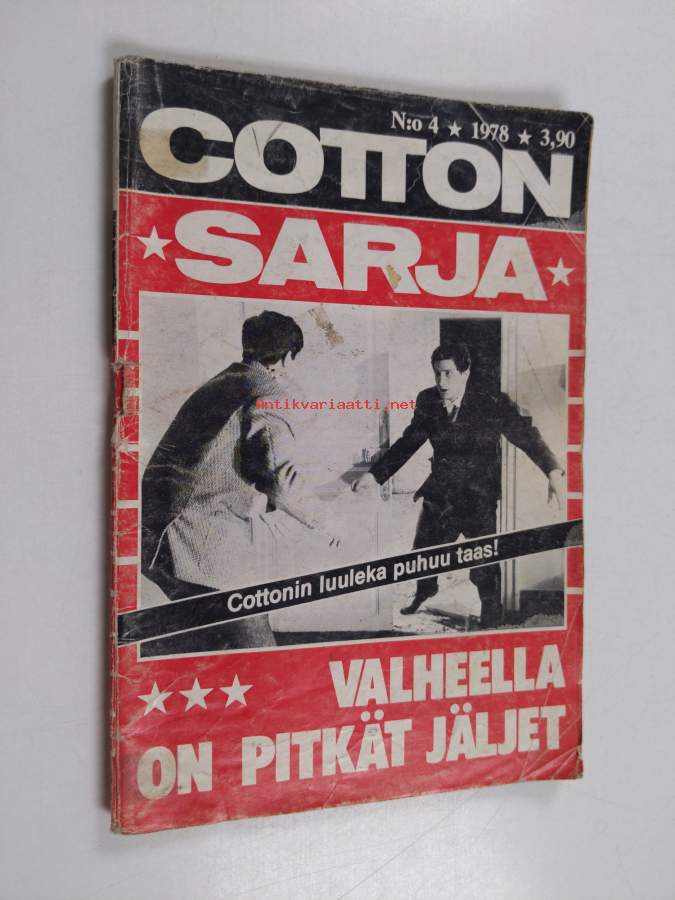 N:o 4 ★ 1978 ★ 3,90
COTTON
★SARJA★
Antikvariaatti.net
Cottonin luuleka puhuu taas!
★★★ VALHEELLA
ON PITKÄT JÄLJET